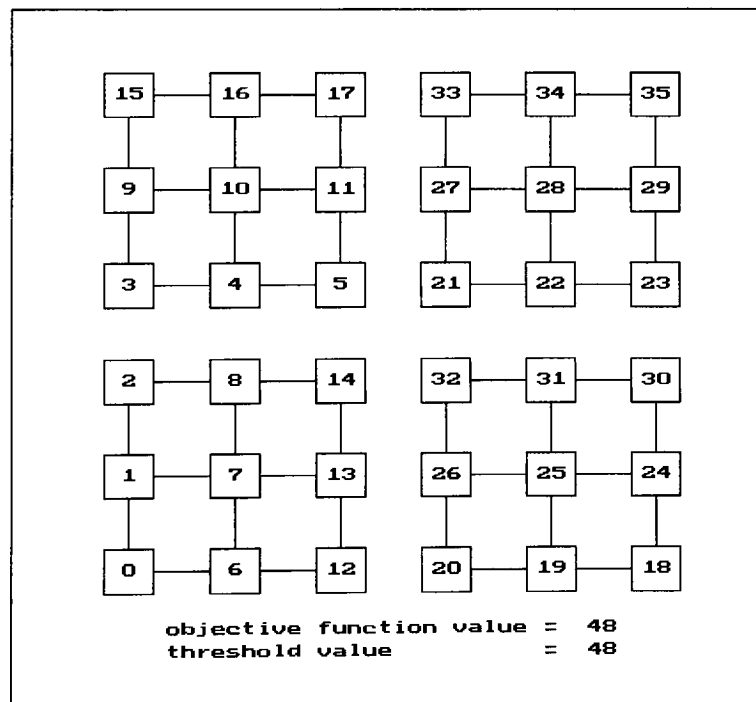 15 16 17 33 34 35
9 10 11 27 28 29
3 4 5 21 22 23
2 8 14 32 31 30
1 7 13 26 25 24
0 6 12 20 19 18
objective function value = 48
threshold value = 48